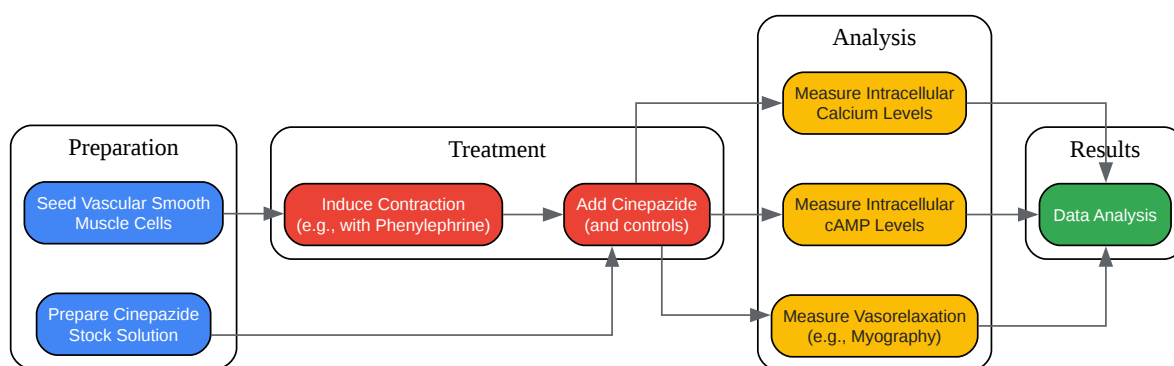 Preparation
Seed Vascular Smooth
Muscle Cells
Prepare Cinepazide
Stock Solution
Treatment
Induce Contraction
(e.g., with Phenylephrine)
Add Cinepazide
(and controls)
Analysis
Measure Intracellular
Calcium Levels
Measure Intracellular
cAMP Levels
Measure Vasorelaxation
(e.g., Myography)
Results
Data Analysis